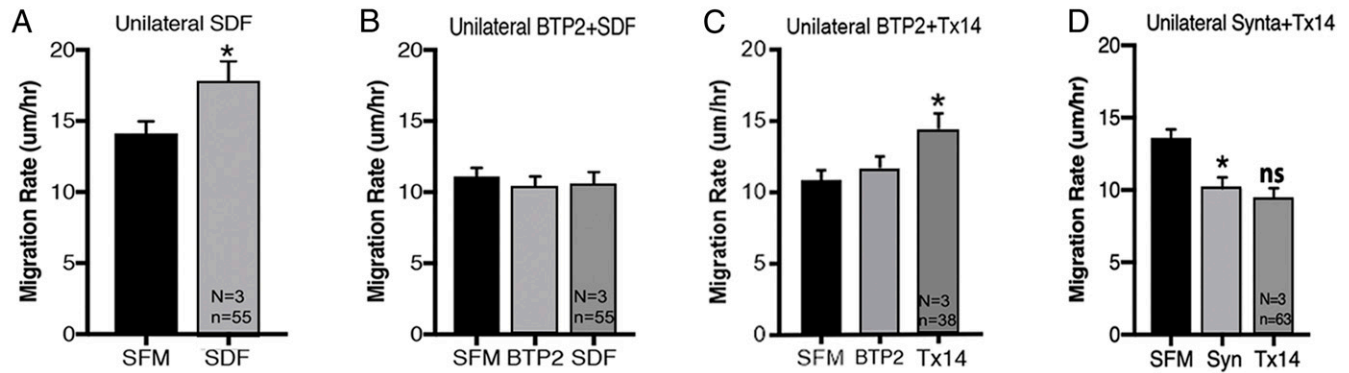 A
Unilateral SDF
Migration Rate (um/hr)
20
15
10
5
0
*
N=3
n=55
SFM SDF
B
Unilateral BTP2+SDF
Migration Rate (um/hr)
20
15
10
5
0
N=3
n=55
SFM BTP2 SDF
C
Unilateral BTP2+Tx14
Migration Rate (um/hr)
20
15
10
5
0
*
N=3
n=38
SFM BTP2 Tx14
D
Unilateral Synta+Tx14
Migration Rate (um/hr)
20
15
10
5
0
* ns
N=3
n=63
SFM Syn Tx14